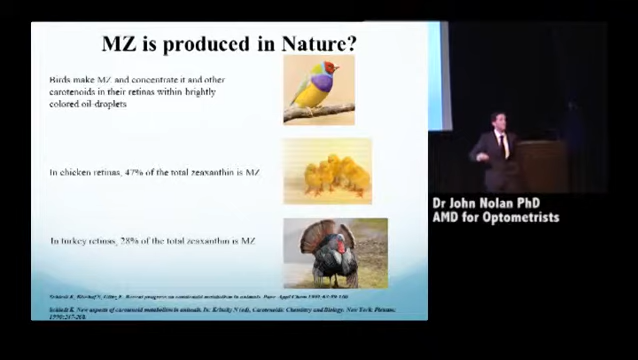 MZ is produced in Nature?
Birds make MZ and concentrate it and other
carotenoids in their retinas within brightly
colored oil-droplets
In chicken retinas, 47% of the total zeaxanthin is MZ
In turkey retinas, 28% of the total zeaxanthin is MZ
Dr John Nolan PhD
AMD for Optometrists